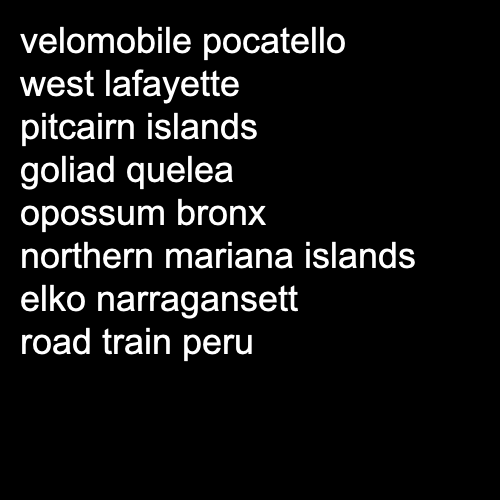 velomobile pocatello
west lafayette
pitcairn islands
goliad quelea
opossum bronx
northern mariana islands
elko narragansett
road train peru